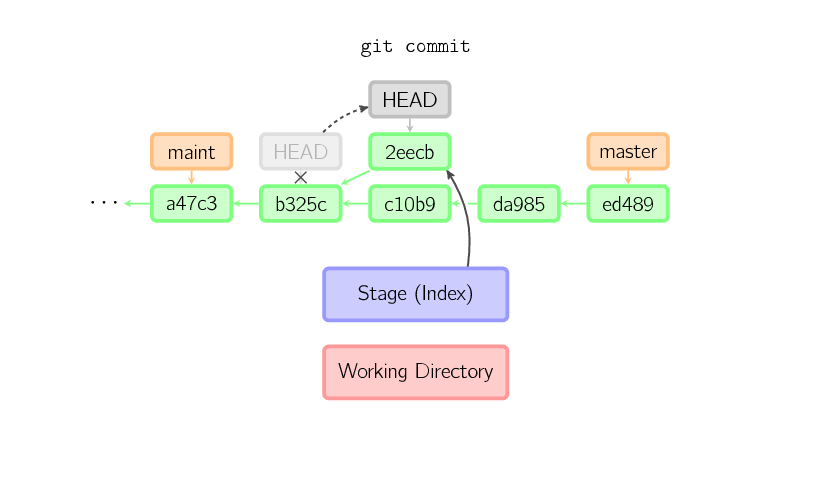 git commit
HEAD
maint HEAD 2eecb master
... a47c3 b325c c10b9 da985 ed489
Stage (Index)
Working Directory